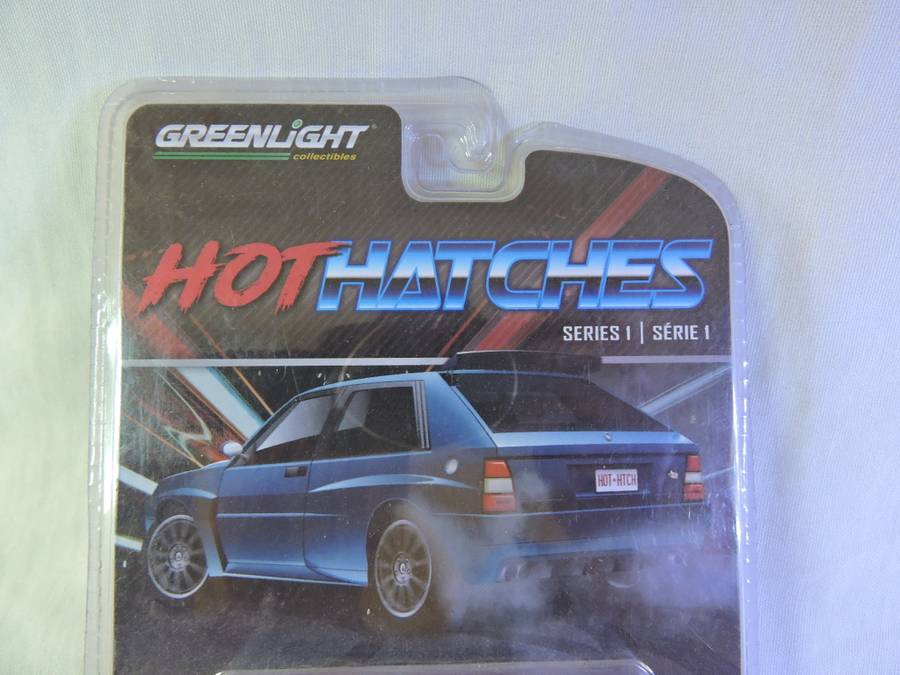 GREENLiGHT
collectibles
HOT HATCHES
SERIES 1 | SÉRIE 1
HOT•HTCH